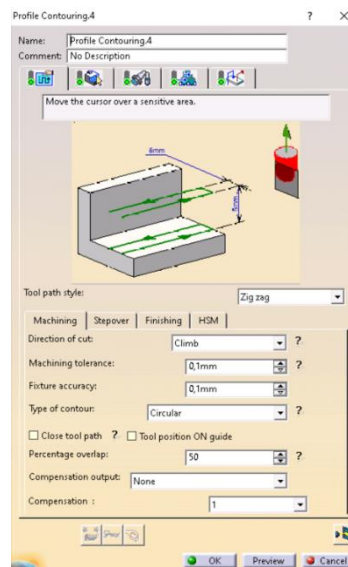 Profile Contouring.4 ? X
Name: Profile Contouring.4
Comment: No Description
Move the cursor over a sensitive area.
6mm
5mm
Tool path style: Zig zag
Machining Stepover Finishing HSM
Direction of cut: Climb ?
Machining tolerance: 0,1mm ?
Fixture accuracy: 0,1mm ?
Type of contour: Circular ?
Close tool path ? Tool position ON guide
Percentage overlap: 50 ?
Compensation output: None
Compensation : 1
OK Preview Cancel